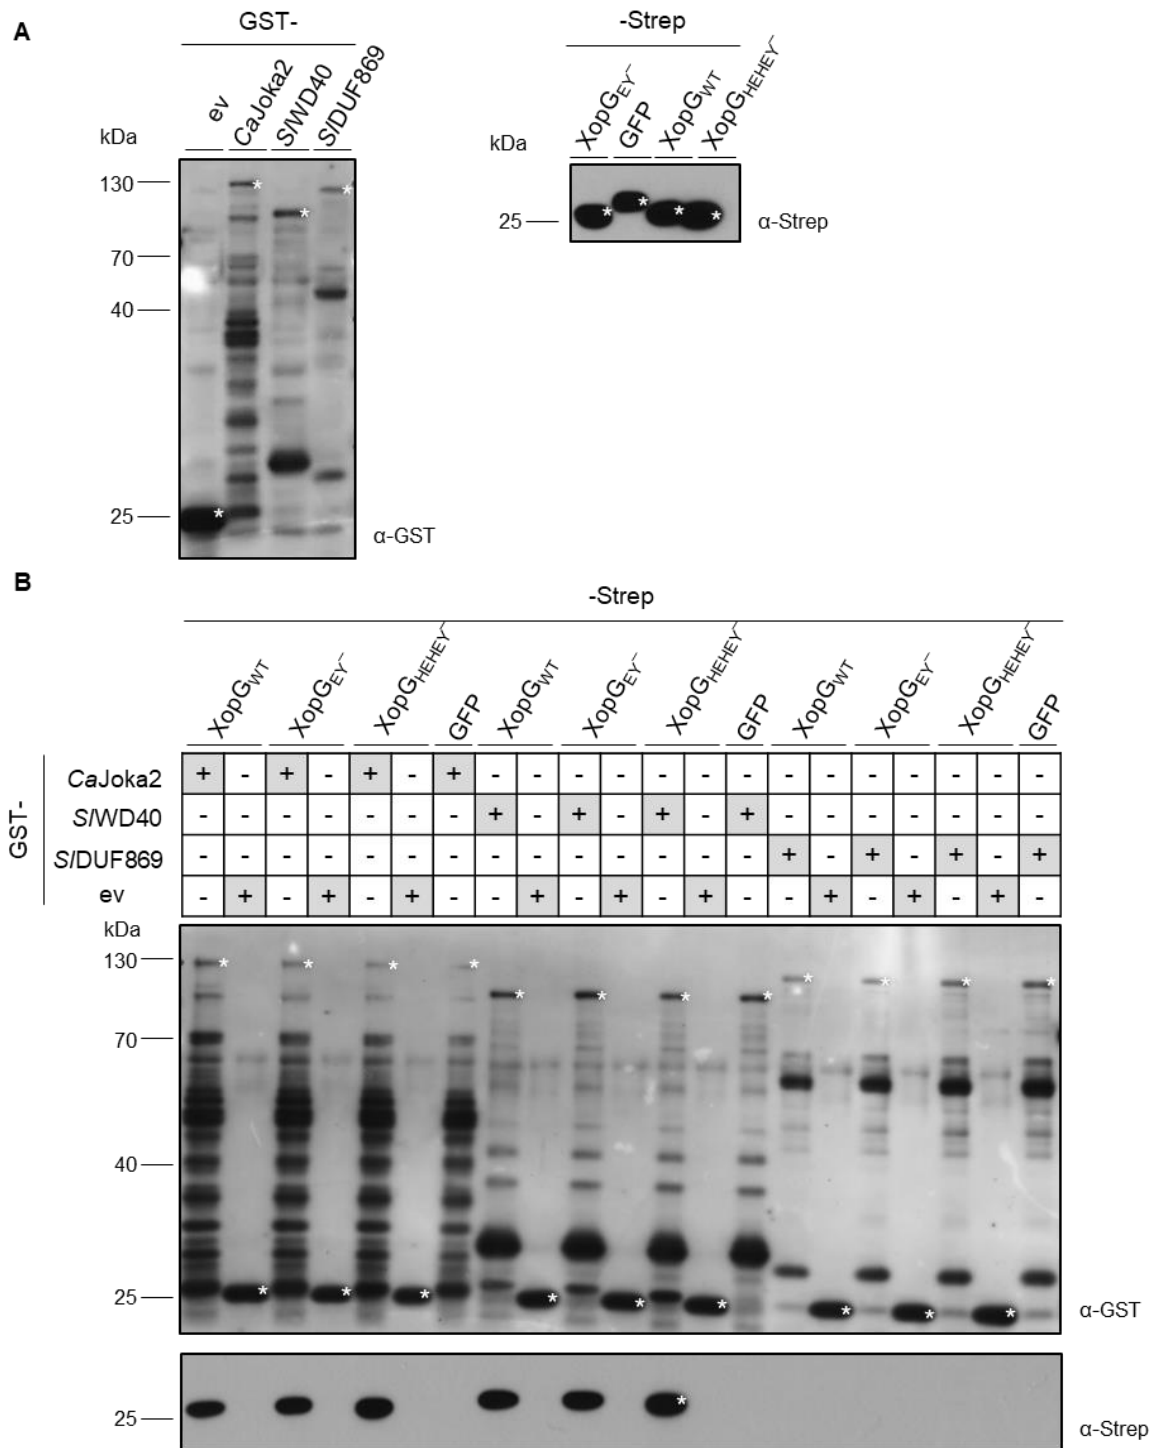 A
GST-
-Strep
ev
CaJoka2
SlWD40
SlDUF869
XopGEY⁻
GFP
XopGWT
XopGHEHEY⁻
kDa
130
70
40
25
α-GST
kDa
25
α-Strep
* * * *
* * * *
B
-Strep
XopGWT XopGEY⁻ XopGHEHEY⁻ GFP XopGWT XopGEY⁻ XopGHEHEY⁻ GFP XopGWT XopGEY⁻ XopGHEHEY⁻ GFP
GST-
CaJoka2 + - + - + - + - - - - - - - - - - - - - -
SlWD40 - - - - - - - + - + - + - + - - - - - - -
SlDUF869 - - - - - - - - - - - - - - + - + - + - +
ev - + - + - + - - + - + - + - - + - + - + -
kDa
130
70
40
25
* * * * * * * * * * * *
* * * * * * * * *
α-GST
25
*
α-Strep